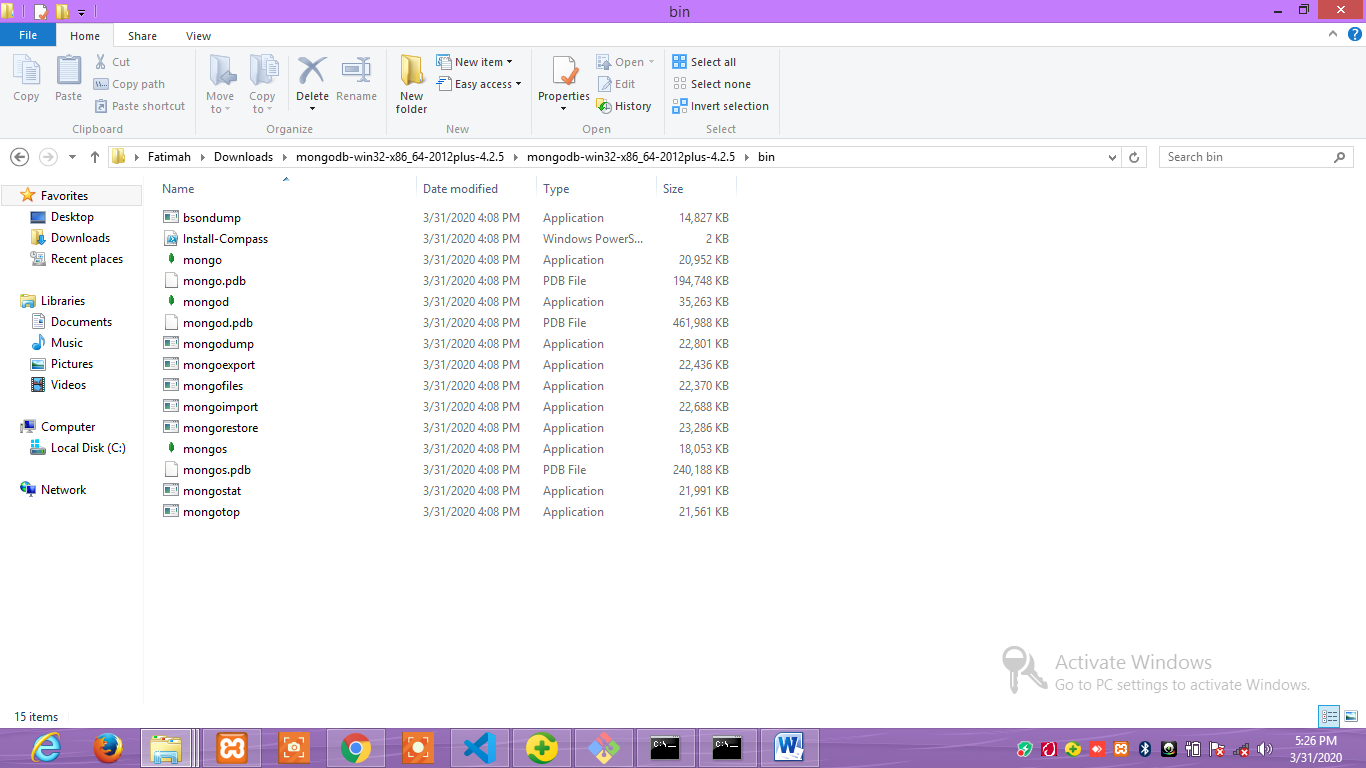 bin
File Home Share View
Copy
Paste
Cut
Copy path
Paste shortcut
Clipboard
Move to
Copy to
Delete
Rename
Organize
New folder
New item
Easy access
New
Properties
Open
Edit
History
Open
Select all
Select none
Invert selection
Select
Fatimah Downloads mongodb-win32-x86_64-2012plus-4.2.5 mongodb-win32-x86_64-2012plus-4.2.5 bin
Search bin
Favorites
Desktop
Downloads
Recent places
Libraries
Documents
Music
Pictures
Videos
Computer
Local Disk (C:)
Network
Name Date modified Type Size
bsondump 3/31/2020 4:08 PM Application 14,827 KB
Install-Compass 3/31/2020 4:08 PM Windows PowerS... 2 KB
mongo 3/31/2020 4:08 PM Application 20,952 KB
mongo.pdb 3/31/2020 4:08 PM PDB File 194,748 KB
mongod 3/31/2020 4:08 PM Application 35,263 KB
mongod.pdb 3/31/2020 4:08 PM PDB File 461,988 KB
mongodump 3/31/2020 4:08 PM Application 22,801 KB
mongoexport 3/31/2020 4:08 PM Application 22,436 KB
mongofiles 3/31/2020 4:08 PM Application 22,370 KB
mongoimport 3/31/2020 4:08 PM Application 22,688 KB
mongorestore 3/31/2020 4:08 PM Application 23,286 KB
mongos 3/31/2020 4:08 PM Application 18,053 KB
mongos.pdb 3/31/2020 4:08 PM PDB File 240,188 KB
mongostat 3/31/2020 4:08 PM Application 21,991 KB
mongotop 3/31/2020 4:08 PM Application 21,561 KB
Activate Windows
Go to PC settings to activate Windows.
15 items
5:26 PM
3/31/2020